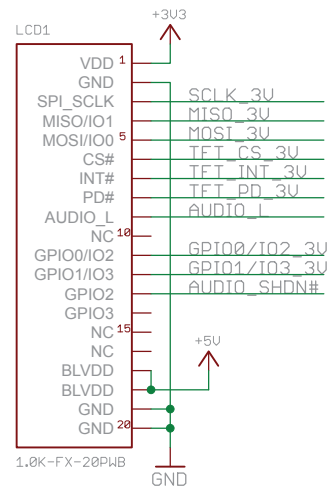 +3V3
LCD1
VDD 1
GND
SPI_SCLK SCLK_3V
MISO/IO1 MISO_3V
MOSI/IO0 5 MOSI_3V
CS# TFT_CS_3V
INT# TFT_INT_3V
PD# TFT_PD_3V
AUDIO_L AUDIO_L
NC 10
GPIO0/IO2 GPIO0/IO2_3V
GPIO1/IO3 GPIO1/IO3_3V
GPIO2 AUDIO_SHDN#
GPIO3
NC 15
NC +5V
BLVDD
BLVDD
GND
GND 20
1.0K-FX-20PWB
GND